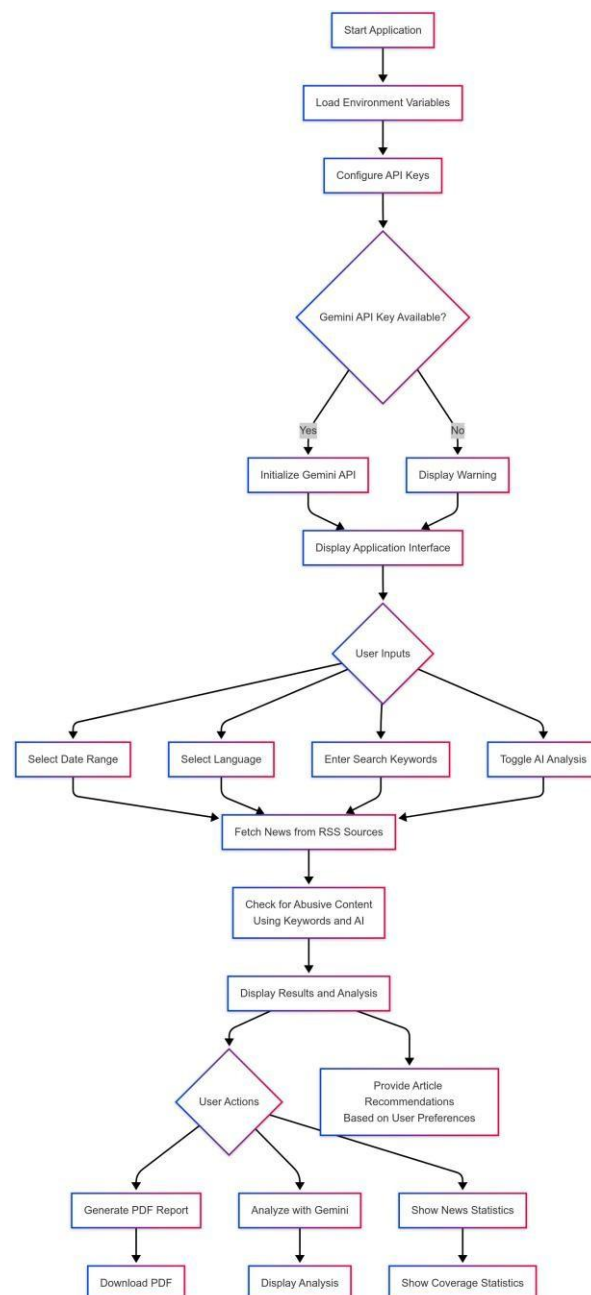 Start Application
Load Environment Variables
Configure API Keys
Gemini API Key Available?
Yes
No
Initialize Gemini API
Display Warning
Display Application Interface
User Inputs
Select Date Range
Select Language
Enter Search Keywords
Toggle AI Analysis
Fetch News from RSS Sources
Check for Abusive Content
Using Keywords and AI
Display Results and Analysis
User Actions
Provide Article
Recommendations
Based on User Preferences
Generate PDF Report
Analyze with Gemini
Show News Statistics
Download PDF
Display Analysis
Show Coverage Statistics